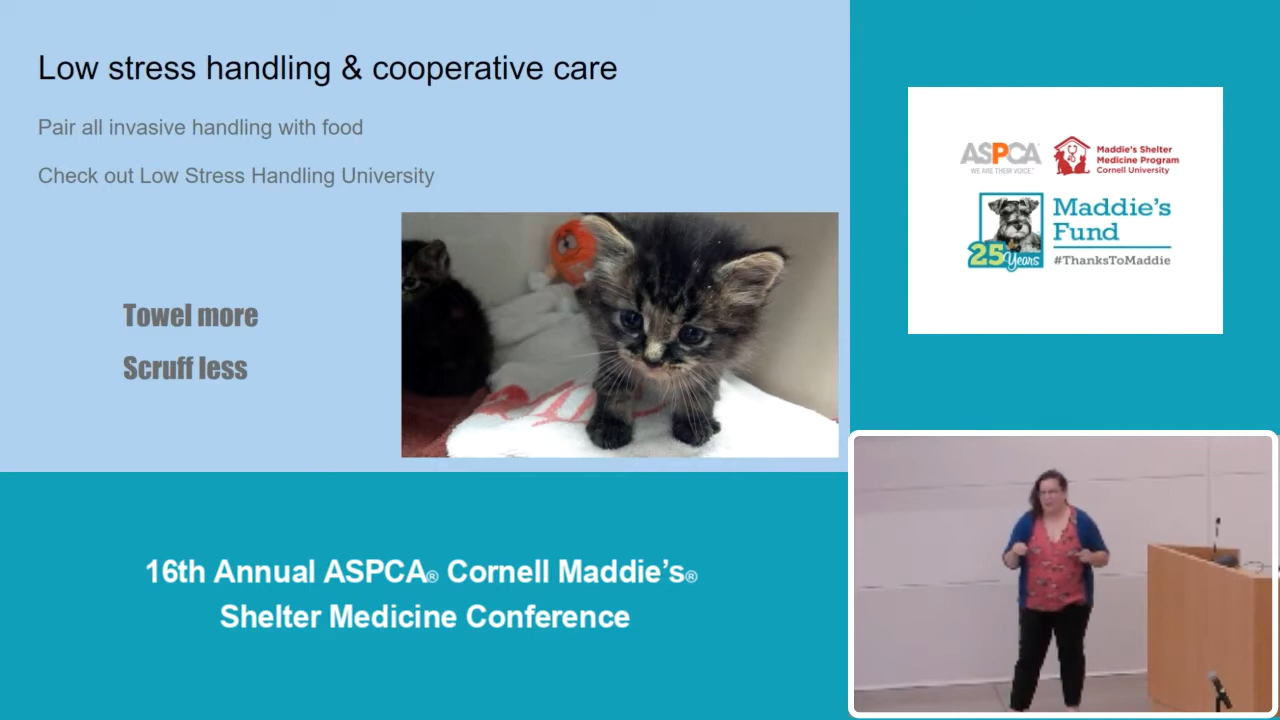 Low stress handling & cooperative care
Pair all invasive handling with food
Check out Low Stress Handling University
Towel more
Scruff less
ASPCA
WE ARE THEIR VOICE®
Maddie's Shelter
Medicine Program
Cornell University
Maddie's
Fund
25 Years
#ThanksToMaddie
16th Annual ASPCA® Cornell Maddie's®
Shelter Medicine Conference